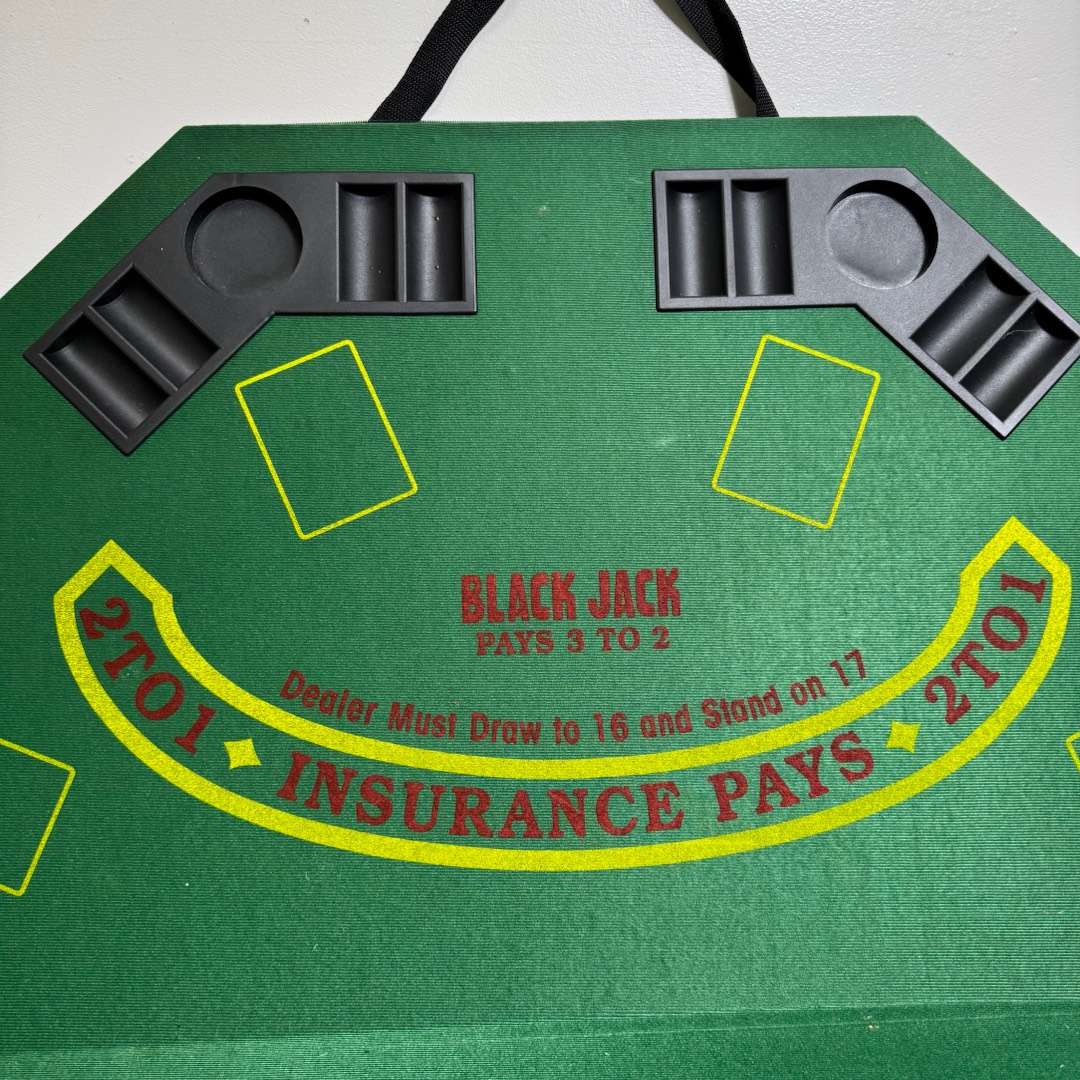 BLACK JACK
PAYS 3 TO 2
Dealer Must Draw to 16 and Stand on 17
2TO1 INSURANCE PAYS 2TO1